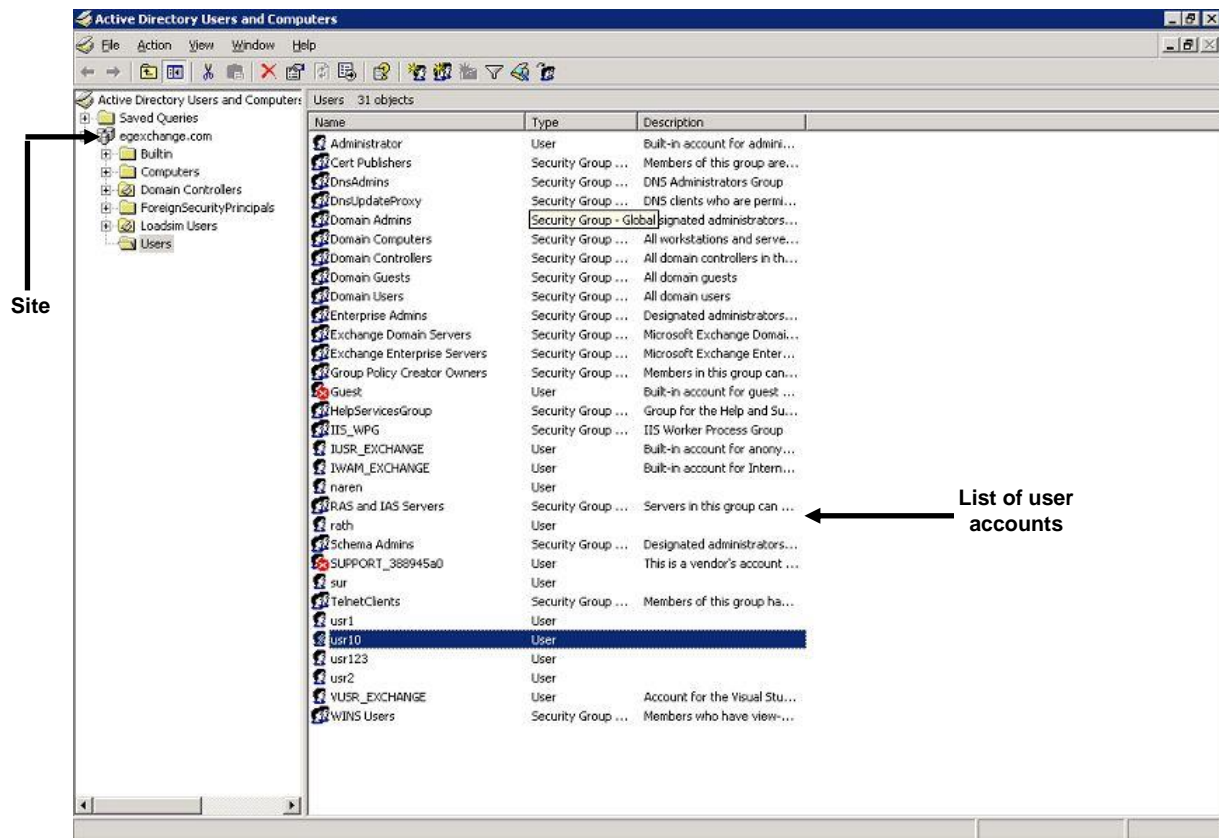 Active Directory Users and Computers
File Action View Window Help
Active Directory Users and Computers
Saved Queries
egexchange.com
Builtin
Computers
Domain Controllers
ForeignSecurityPrincipals
Loadsim Users
Users
Site
Users 31 objects
Name Type Description
Administrator User Built-in account for admini...
Cert Publishers Security Group ... Members of this group are...
DnsAdmins Security Group ... DNS Administrators Group
DnsUpdateProxy Security Group ... DNS clients who are permi...
Domain Admins Security Group - Global signated administrators...
Domain Computers Security Group ... All workstations and serve...
Domain Controllers Security Group ... All domain controllers in th...
Domain Guests Security Group ... All domain guests
Domain Users Security Group ... All domain users
Enterprise Admins Security Group ... Designated administrators...
Exchange Domain Servers Security Group ... Microsoft Exchange Domai...
Exchange Enterprise Servers Security Group ... Microsoft Exchange Enter...
Group Policy Creator Owners Security Group ... Members in this group can...
Guest User Built-in account for guest ...
HelpServicesGroup Security Group ... Group for the Help and Su...
IIS_WPG Security Group ... IIS Worker Process Group
IUSR_EXCHANGE User Built-in account for anony...
IWAM_EXCHANGE User Built-in account for Intern...
naren User
RAS and IAS Servers Security Group ... Servers in this group can ...
rath User
Schema Admins Security Group ... Designated administrators...
SUPPORT_388945a0 User This is a vendor's account ...
sur User
TelnetClients Security Group ... Members of this group ha...
usr1 User
usr10 User
usr123 User
usr2 User
VUSR_EXCHANGE User Account for the Visual Stu...
WINS Users Security Group ... Members who have view-...
List of user
accounts